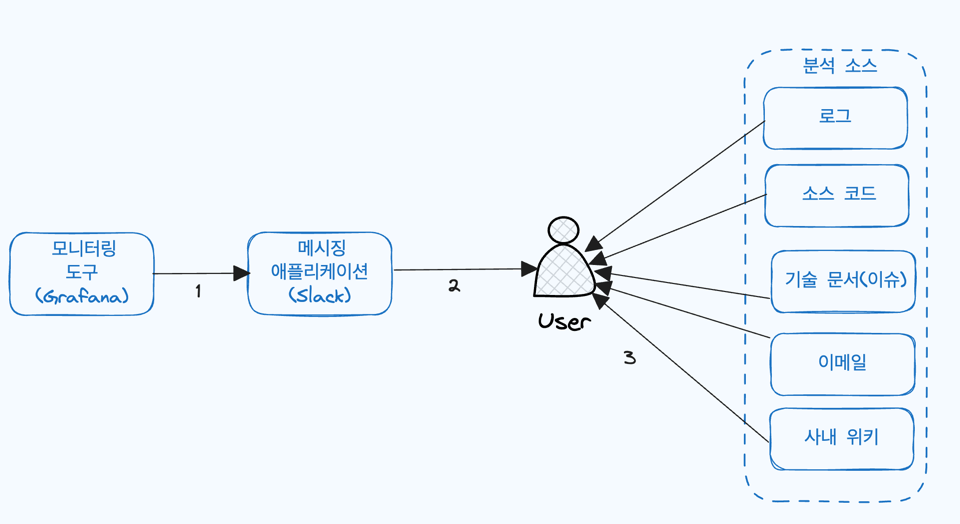 모니터링
도구
(Grafana)
1
메시징
애플리케이션
(Slack)
2
User
3
분석 소스
로그
소스 코드
기술 문서(이슈)
이메일
사내 위키